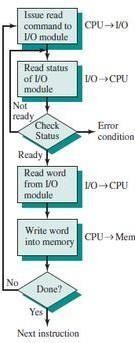 Issue read
command to
I/O module
CPU→I/O
Read status
of I/O
module
I/O→CPU
Not
ready
Check
Status
Error
condition
Ready
Read word
from I/O
module
I/O→CPU
Write word
into memory
CPU→Mem
No
Done?
Yes
Next instruction